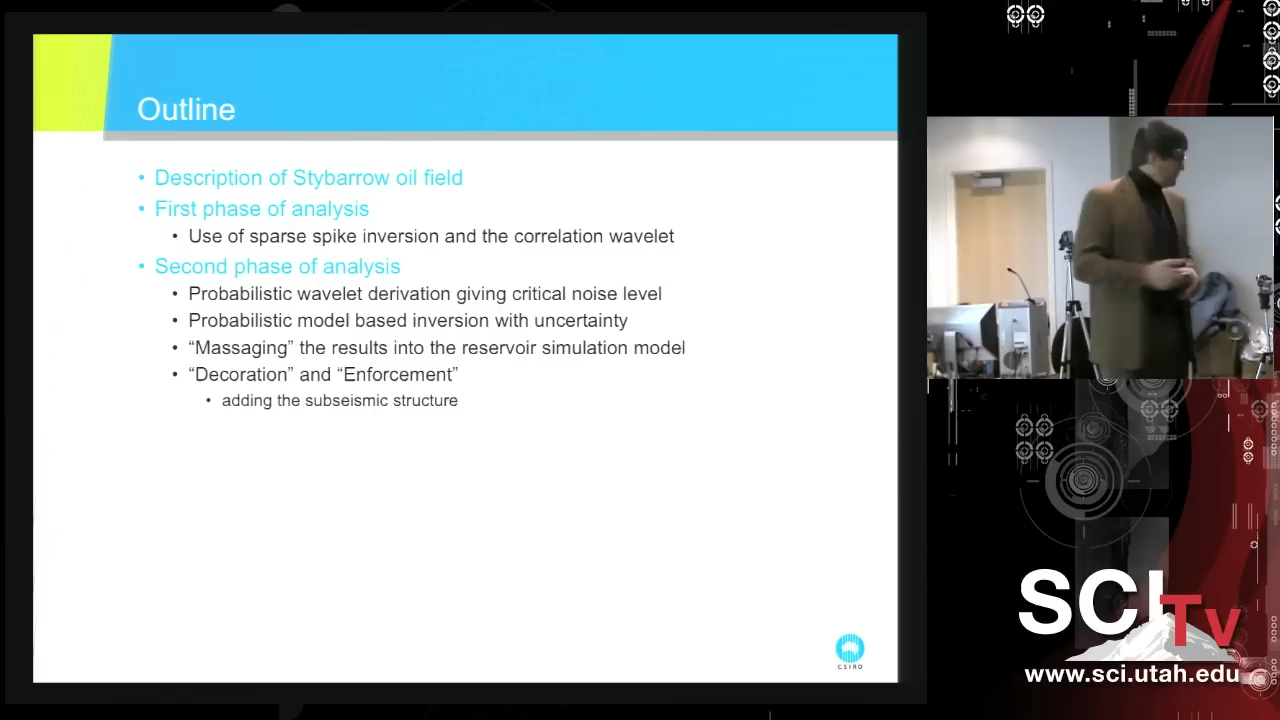 Outline
• Description of Stybarrow oil field
• First phase of analysis
• Use of sparse spike inversion and the correlation wavelet
• Second phase of analysis
• Probabilistic wavelet derivation giving critical noise level
• Probabilistic model based inversion with uncertainty
• “Massaging” the results into the reservoir simulation model
• “Decoration” and “Enforcement”
• adding the subseismic structure
CSIRO
SCI
Tv
www.sci.utah.edu